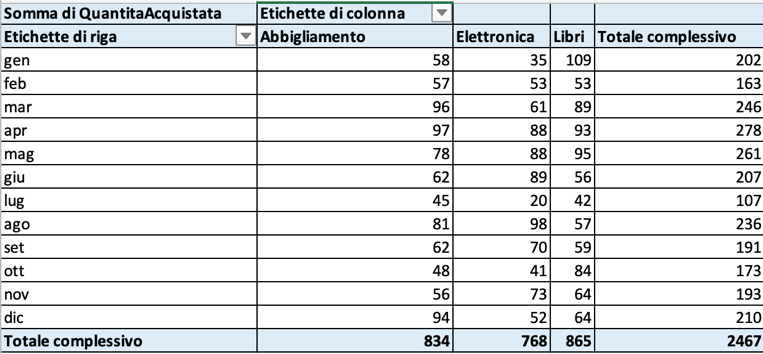 Somma di QuantitaAcquistata Etichette di colonna
Etichette di riga Abbigliamento Elettronica Libri Totale complessivo
gen 58 35 109 202
feb 57 53 53 163
mar 96 61 89 246
apr 97 88 93 278
mag 78 88 95 261
giu 62 89 56 207
lug 45 20 42 107
ago 81 98 57 236
set 62 70 59 191
ott 48 41 84 173
nov 56 73 64 193
dic 94 52 64 210
Totale complessivo 834 768 865 2467